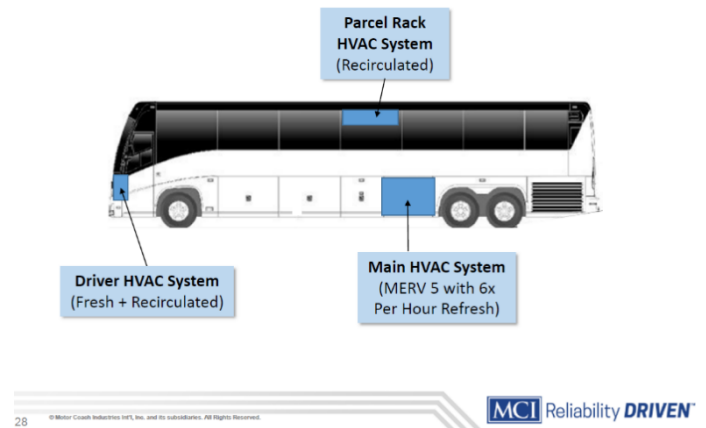 Parcel Rack
HVAC System
(Recirculated)
Driver HVAC System
(Fresh + Recirculated)
Main HVAC System
(MERV 5 with 6x
Per Hour Refresh)
28
© Motor Coach Industries Int'l, Inc. and its subsidiaries. All Rights Reserved.
MCI Reliability DRIVEN™